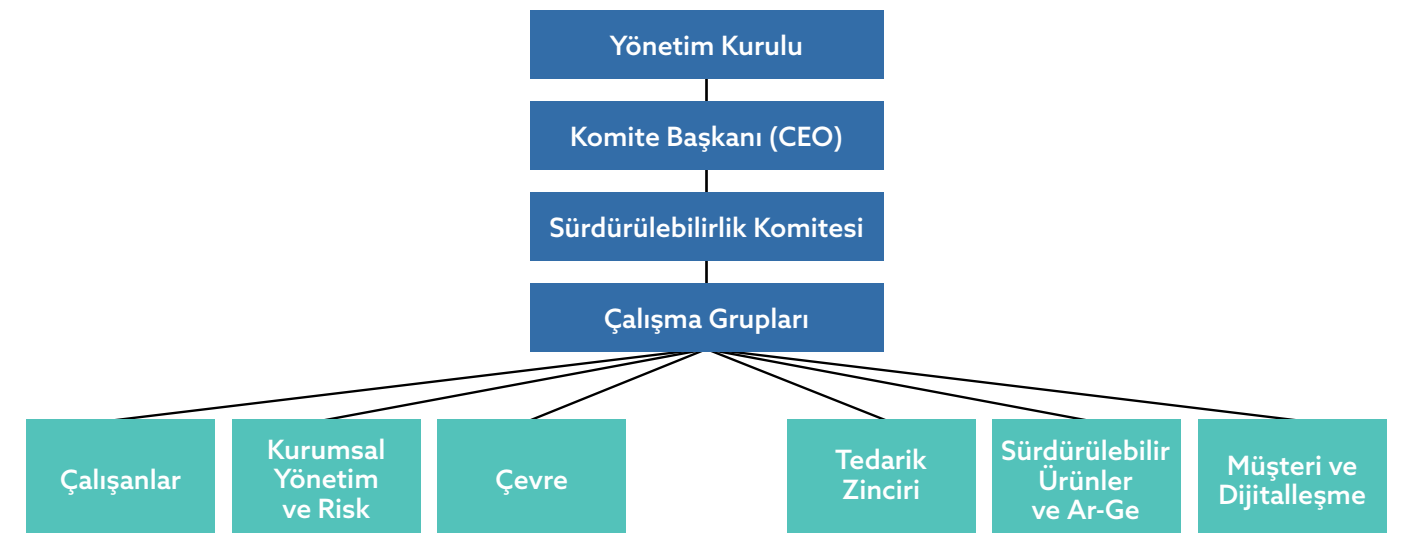 Yönetim Kurulu
Komite Başkanı (CEO)
Sürdürülebilirlik Komitesi
Çalışma Grupları
Çalışanlar
Kurumsal
Yönetim
ve Risk
Çevre
Tedarik
Zinciri
Sürdürülebilir
Ürünler
ve Ar-Ge
Müşteri ve
Dijitalleşme